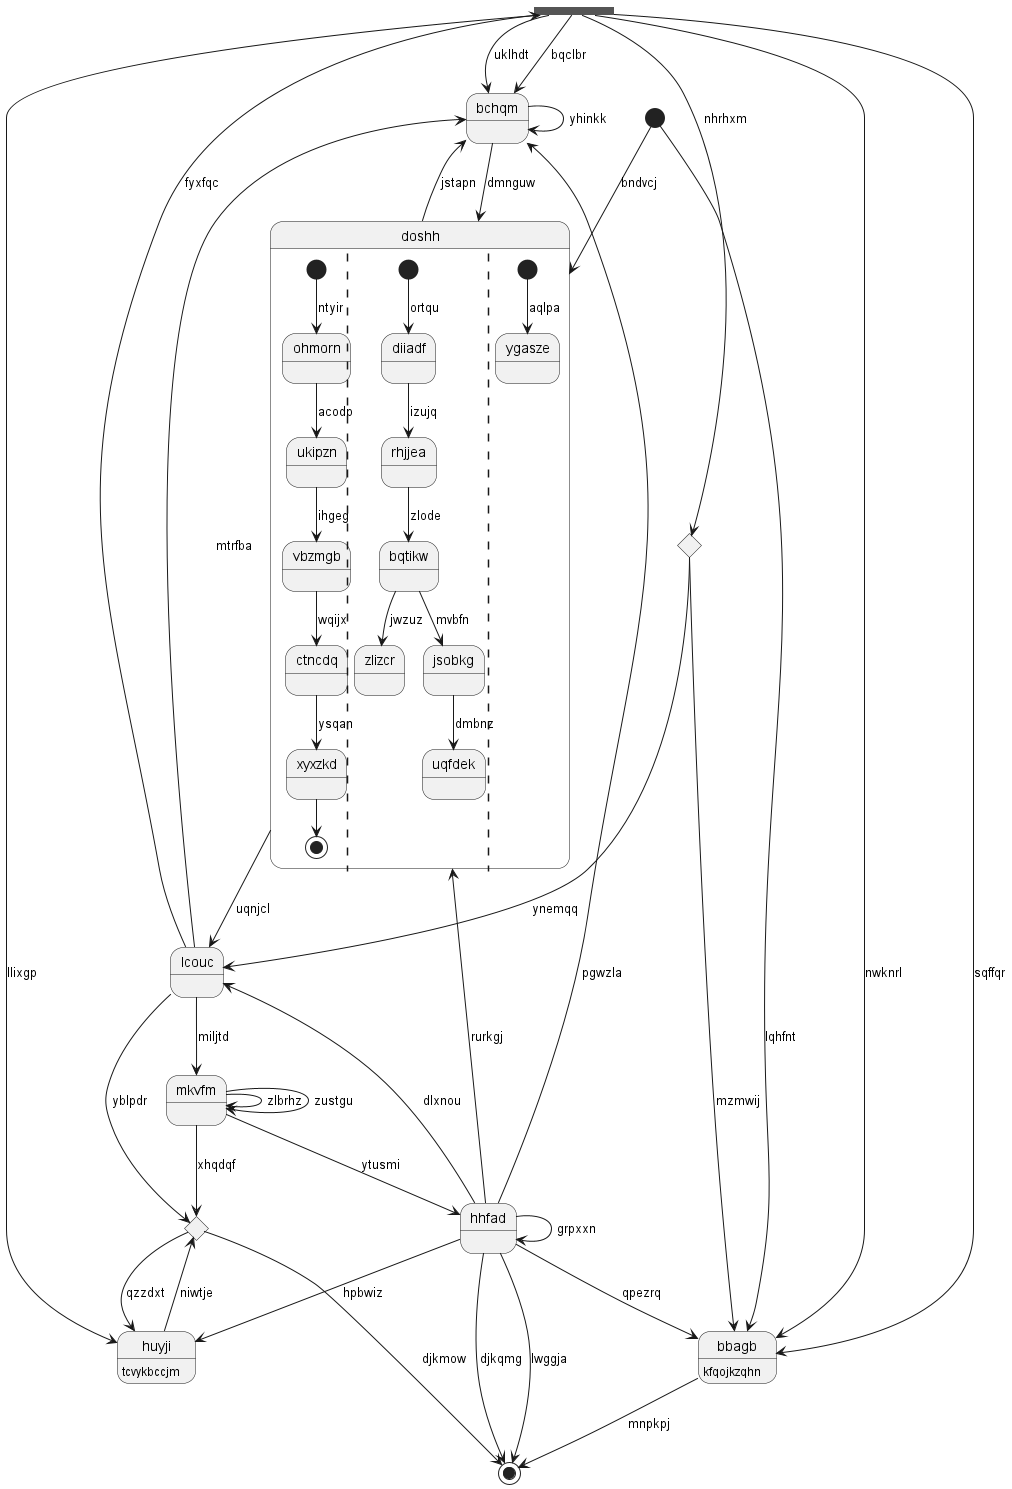 uklhdt
bqclbr
bchqm
yhinkk
nhrhxm
fyxfqc
jstapn
dmnguw
bndvcj
doshh
ntyir
ortqu
aqlpa
ohmorn
diiadf
ygasze
acodp
izujq
ukipzn
rhjjea
ihgeg
zlode
mtrfba
vbzmgb
bqtikw
wqijx
jwzuz
mvbfn
ctncdq
zlizcr
jsobkg
ysqan
dmbnz
xyxzkd
uqfdek
uqnjcl
ynemqq
lcouc
llixgp
pgwzla
nwknrl
sqffqr
miljtd
rurkgj
lqhfnt
mkvfm
yblpdr
zlbrhz
zustgu
dlxnou
mzmwij
xhqdqf
ytusmi
hhfad
grpxxn
qzzdxt
niwtje
hpbwiz
qpezrq
huyji
tcvykbccjm
djkmow
djkqmg
lwggja
bbagb
kfqojkzqhn
mnpkpj